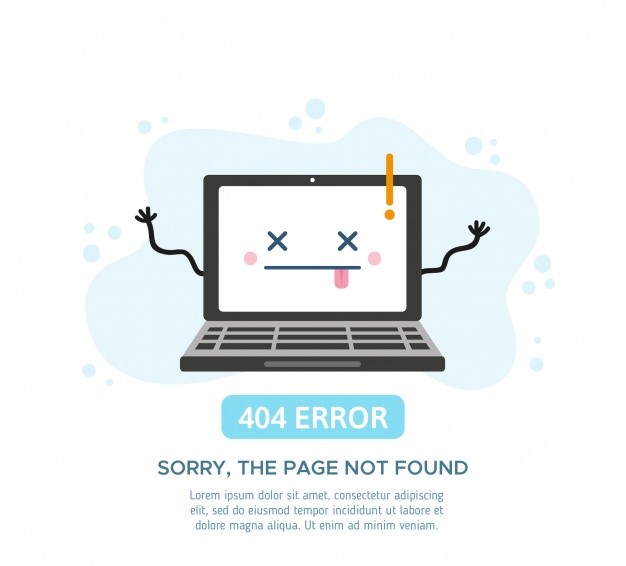 404 ERROR
SORRY, THE PAGE NOT FOUND
Lorem ipsum dolor sit amet, consectetur adipiscing
elit, sed do eiusmod tempor incididunt ut labore et
dolore magna aliqua. Ut enim ad minim veniam.